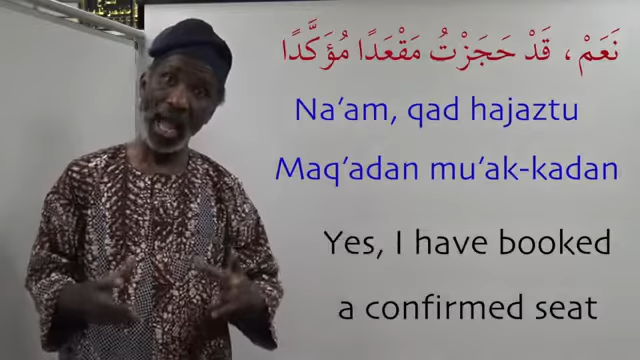 نَعَمْ، قَدْ حَجَزْتُ مَقْعَدًا مُؤَكَّدًا
Na’am, qad hajaztu
Maq’adan mu’ak-kadan
Yes, I have booked
a confirmed seat